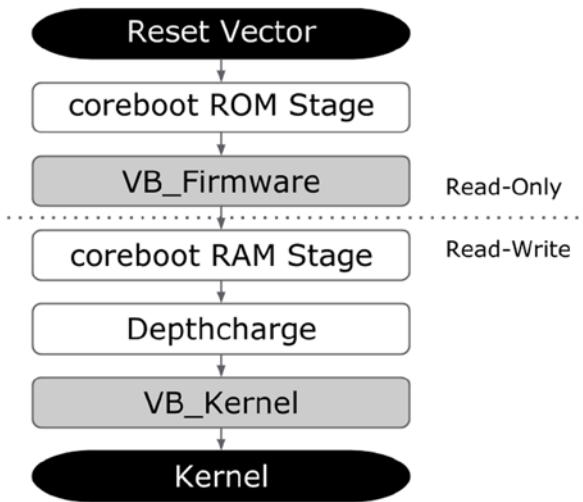 Reset Vector
coreboot ROM Stage
VB_Firmware
Read-Only
coreboot RAM Stage
Read-Write
Depthcharge
VB_Kernel
Kernel